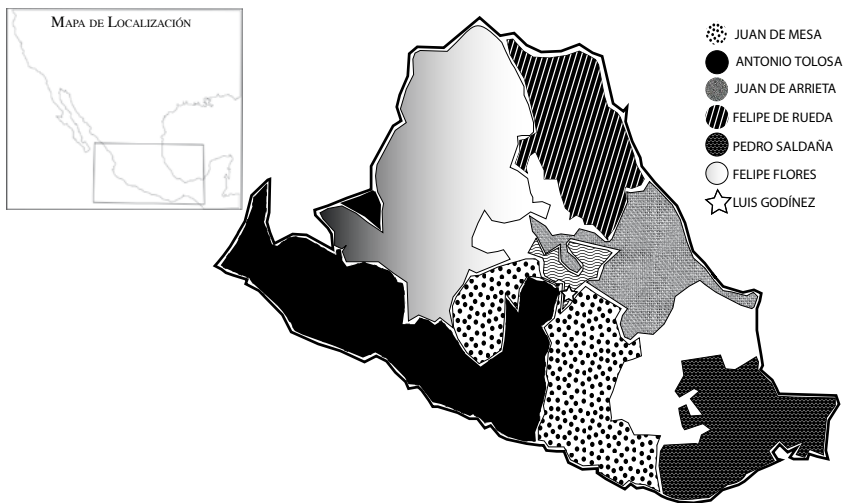 MAPA DE LOCALIZACIÓN
JUAN DE MESA
ANTONIO TOLOSA
JUAN DE ARRIETA
FELIPE DE RUEDA
PEDRO SALDAÑA
FELIPE FLORES
LUIS GODÍNEZ